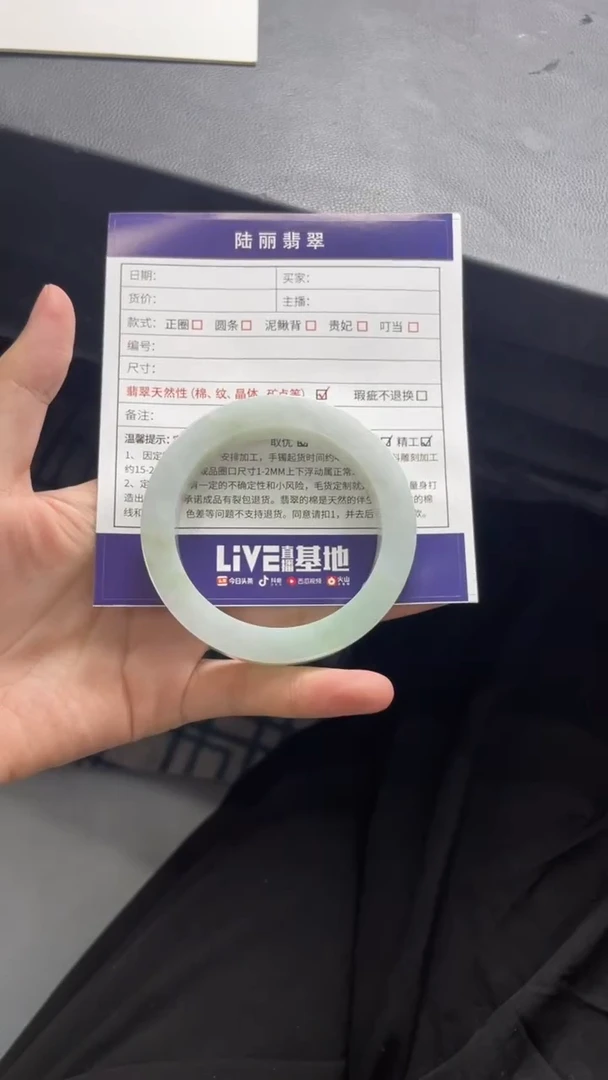 陆丽翡翠
日期: 买家:
货价: 主播:
款式: 正圈□ 圆条□ 泥鳅背□ 贵妃□ 叮当□
编号:
尺寸:
翡翠天然性(棉、纹、晶体、矿点等)☑ 瑕疵不退换□
备注:
温馨提示: 取优☑ ☑ 精工☑
1、因定 安排加工,手镯起货时间约 雕刻加工
约15-2 成品圈口尺寸1-2MM上下浮动属正常
2、定 一定的不确定性和小风险,毛货定制就 量身打
造出 承诺成品有裂包退货。翡翠的棉是天然的伴生 的棉
线和 色差等问题不支持退货。同意请扣1,并去后
LiVE直播基地
今日头条 抖音 西瓜视频 火山